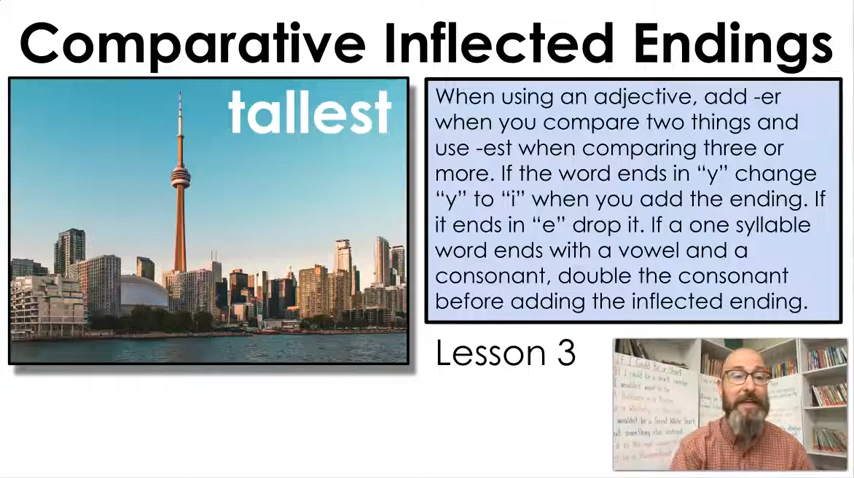 Comparative Inflected Endings
tallest
When using an adjective, add -er
when you compare two things and
use -est when comparing three or
more. If the word ends in “y” change
“y” to “i” when you add the ending. If
it ends in “e” drop it. If a one syllable
word ends with a vowel and a
consonant, double the consonant
before adding the inflected ending.
Lesson 3